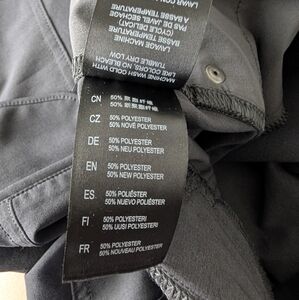 MACHINE WASH COLD WITH
LIKE COLORS, NO BLEACH
TUMBLE DRY LOW
LAVAGE MACHINE
BASSE TEMPERATURE
(CYCLE DELICAT)
PAS DE JAVEL SECHAGE
A BASSE TEMPERATURE
CN 50%
50%
CZ 50% POLYESTER
50% NOVÉ POLYESTER
DE 50% POLYESTER
50% NEU POLYESTER
EN 50% POLYESTER
50% NEW POLYESTER
ES 50% POLIÉSTER
50% NUEVO POLIÉSTER
FI 50% POLYESTERI
50% UUSI POLYESTERI
FR 50% POLYESTER
50% NOUVEAU POLYESTER